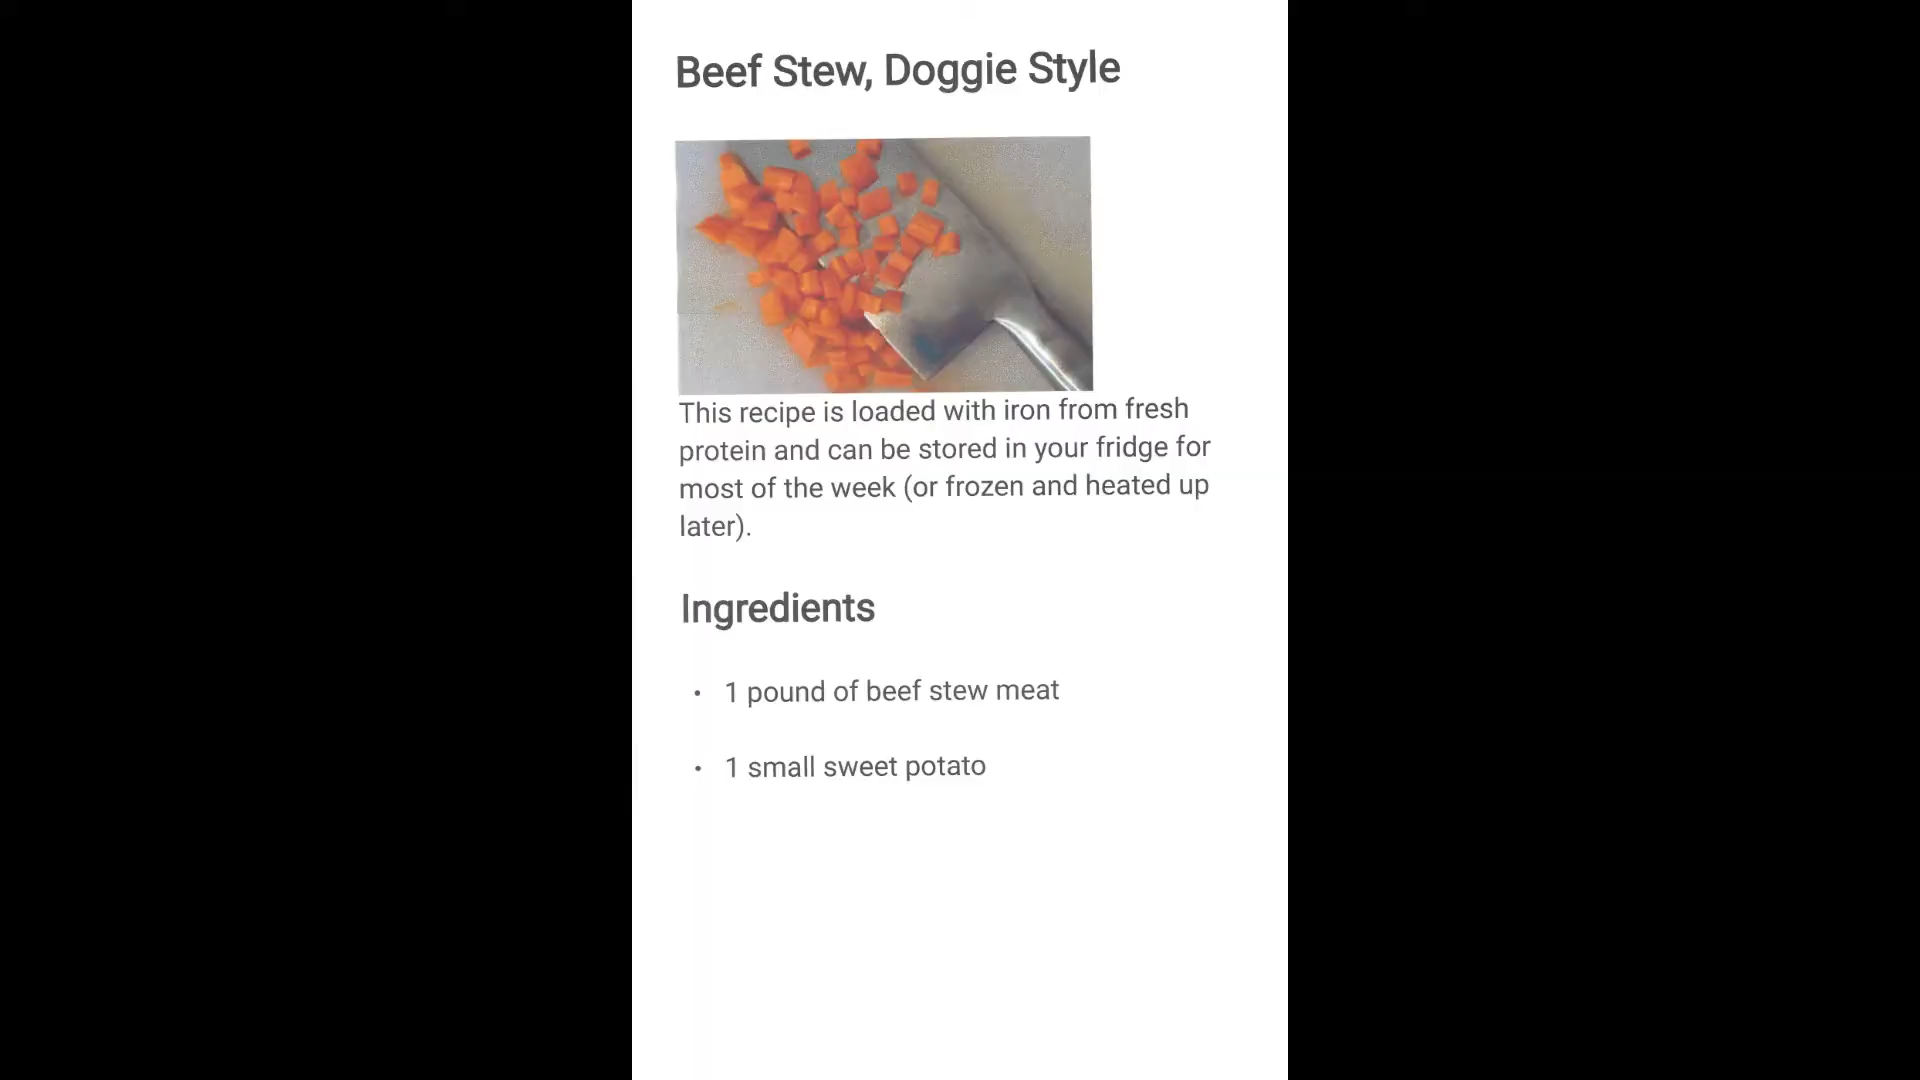 Beef Stew, Doggie Style
This recipe is loaded with iron from fresh
protein and can be stored in your fridge for
most of the week (or frozen and heated up
later).
Ingredients
• 1 pound of beef stew meat
• 1 small sweet potato